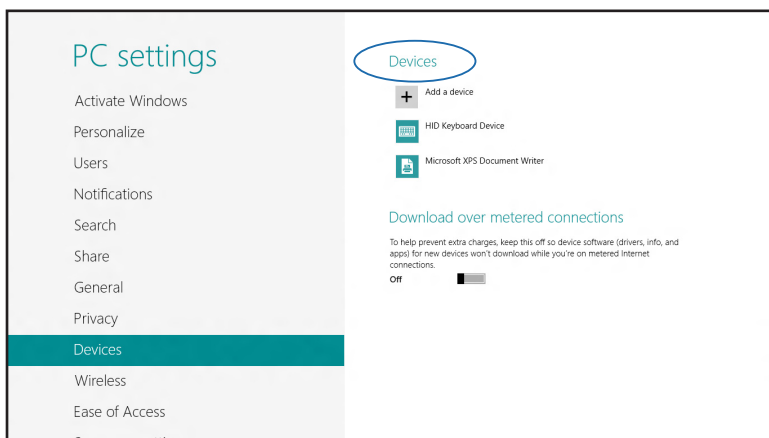 PC settings
Activate Windows
Personalize
Users
Notifications
Search
Share
General
Privacy
Devices
Wireless
Ease of Access
Devices
Add a device
HID Keyboard Device
Microsoft XPS Document Writer
Download over metered connections
To help prevent extra charges, keep this off so device software (drivers, info, and
apps) for new devices won't download while you're on metered Internet
connections.
Off